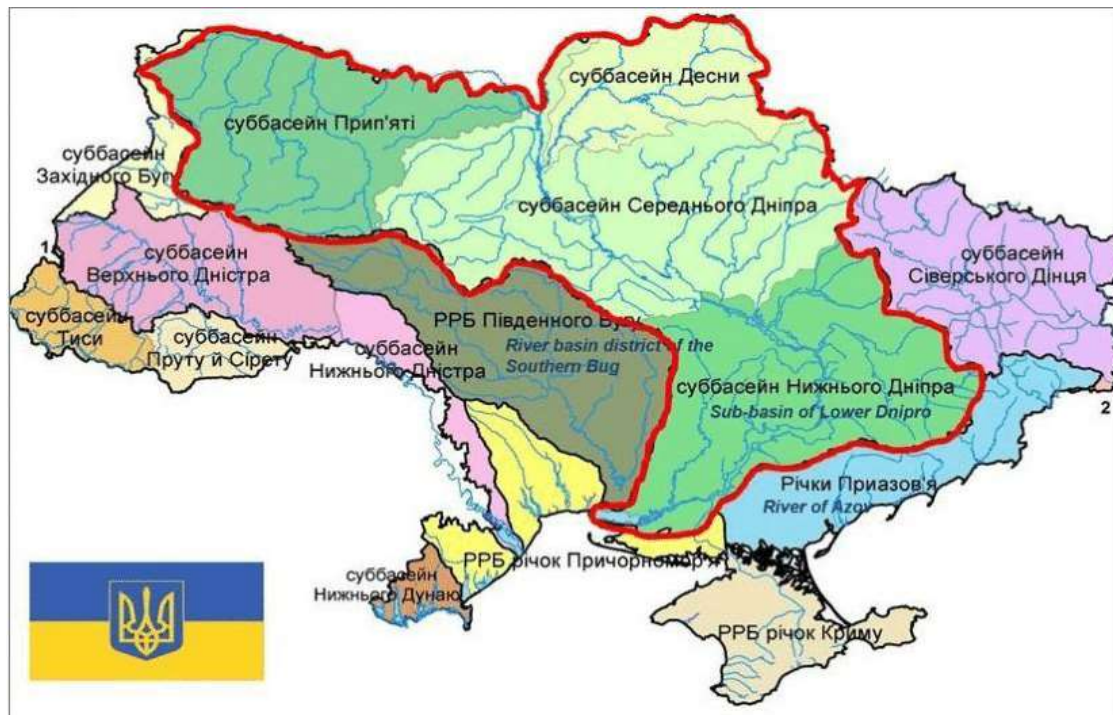 суббасейн Десни
суббасейн Прип'яті
суббасейн
Західного Бугу
суббасейн Середнього Дніпра
1
суббасейн
Верхнього Дністра
суббасейн
Сіверського Дінця
суббасейн
Тиси
суббасейн
Пруту й Сірету
суббасейн
Нижнього Дністра
РРБ Південного Бугу
River basin district of the
Southern Bug
суббасейн Нижнього Дніпра
Sub-basin of Lower Dnipro
2
Річки Приазов'я
River of Azov
РРБ річок Причорномор'я
суббасейн
Нижнього Дунаю
РРБ річок Криму